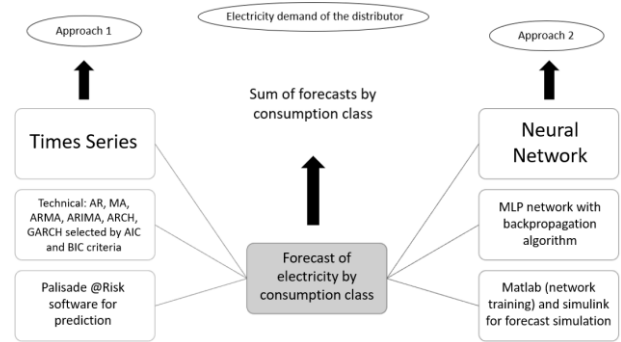 Electricity demand of the distributor
Approach 1
Approach 2
Sum of forecasts by
consumption class
Times Series
Technical: AR, MA,
ARMA, ARIMA, ARCH,
GARCH selected by AIC
and BIC criteria
Palisade @Risk
software for
prediction
Forecast of
electricity by
consumption class
Neural
Network
MLP network with
backpropagation
algorithm
Matlab (network
training) and simulink
for forecast simulation